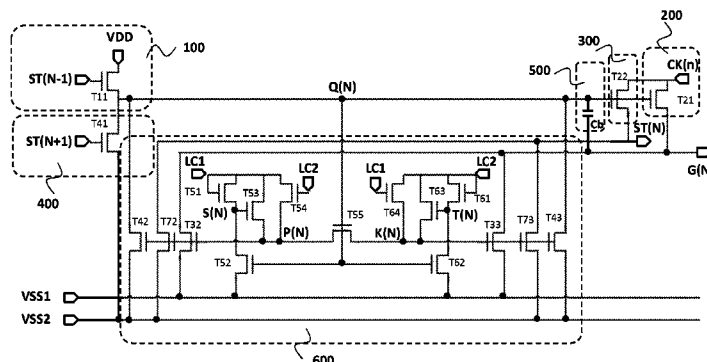 100
VDD
ST(N-1)
T11
Q(N)
500
300
200
T22
CK(n)
T21
Cb
ST(N)
G(N
T41
ST(N+1)
400
LC1
LC2
LC1
LC2
T51
T53
T54
T64
T63
T61
S(N)
T55
T(N)
P(N)
K(N)
T42
T72
T32
T52
T62
T33
T73
T43
VSS1
VSS2
600